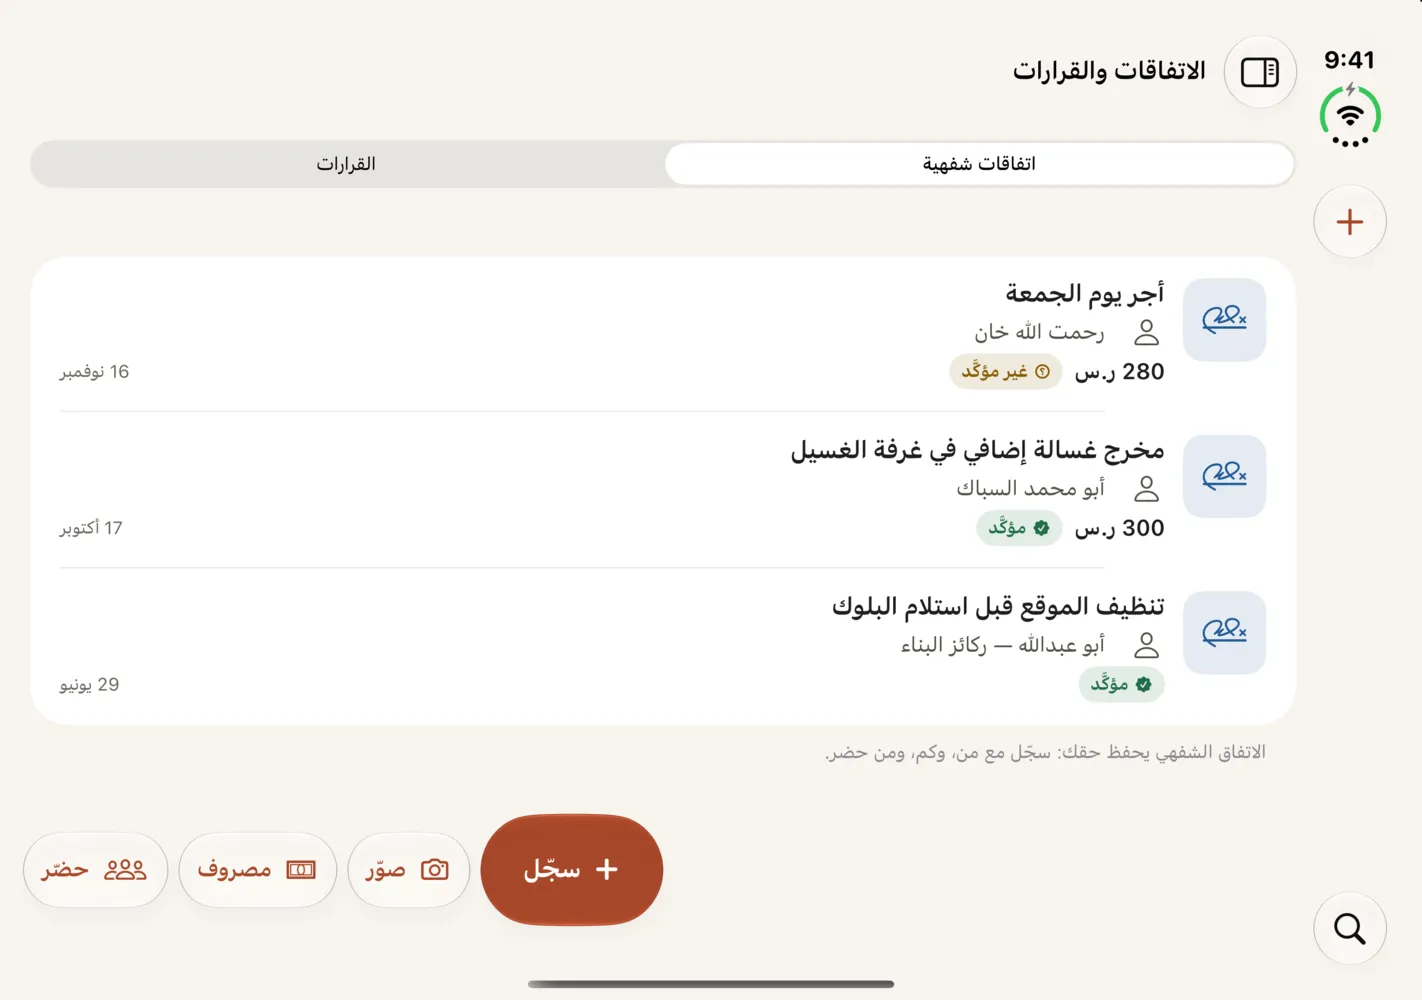 9:41
الاتفاقات والقرارات
اتفاقات شفهية
القرارات
أجر يوم الجمعة
رحمت الله خان
280 ر.س
غير مؤكَّد
16 نوفمبر
مخرج غسالة إضافي في غرفة الغسيل
أبو محمد السباك
300 ر.س
مؤكَّد
17 أكتوبر
تنظيف الموقع قبل استلام البلوك
أبو عبدالله — ركائز البناء
مؤكَّد
29 يونيو
الاتفاق الشفهي يحفظ حقك: سجّل مع من، وكم، ومن حضر.
سجّل
صوّر
مصروف
حضّر